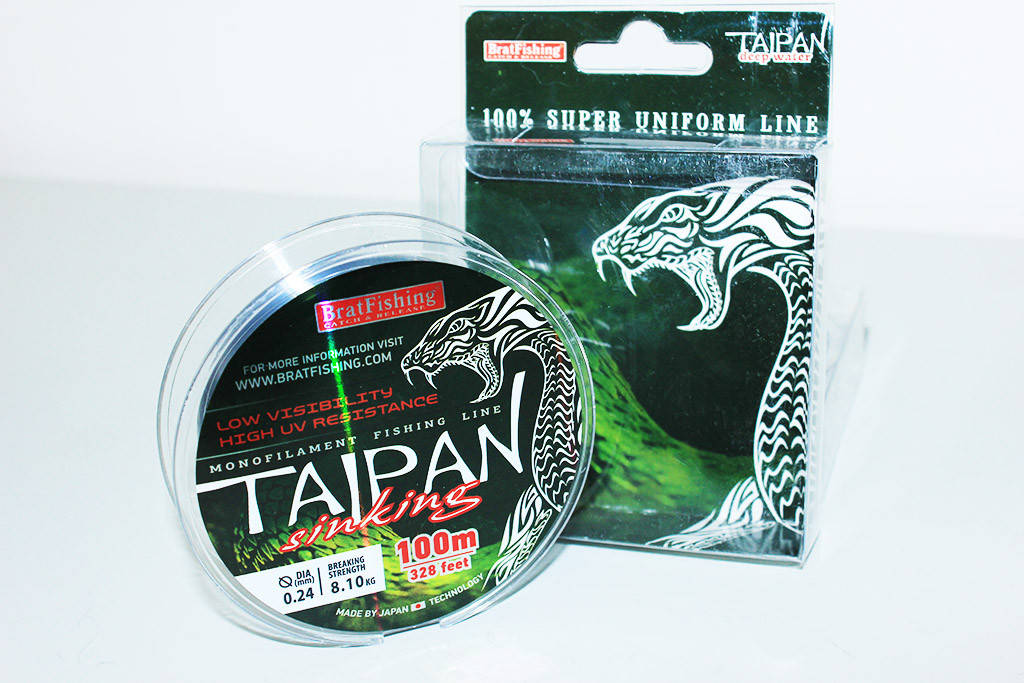 BratFishing
CATCH & RELEASE
TAIPAN
deep water
100% SUPER UNIFORM LINE
BratFishing
CATCH & RELEASE
FOR MORE INFORMATION VISIT
WWW.BRATFISHING.COM
LOW VISIBILITY
HIGH UV RESISTANCE
MONOFILAMENT FISHING LINE
TAIPAN
sinking
100m
328 feet
DIA (mm)
0.24
BREAKING STRENGTH
8.10 KG
MADE BY JAPAN TECHNOLOGY